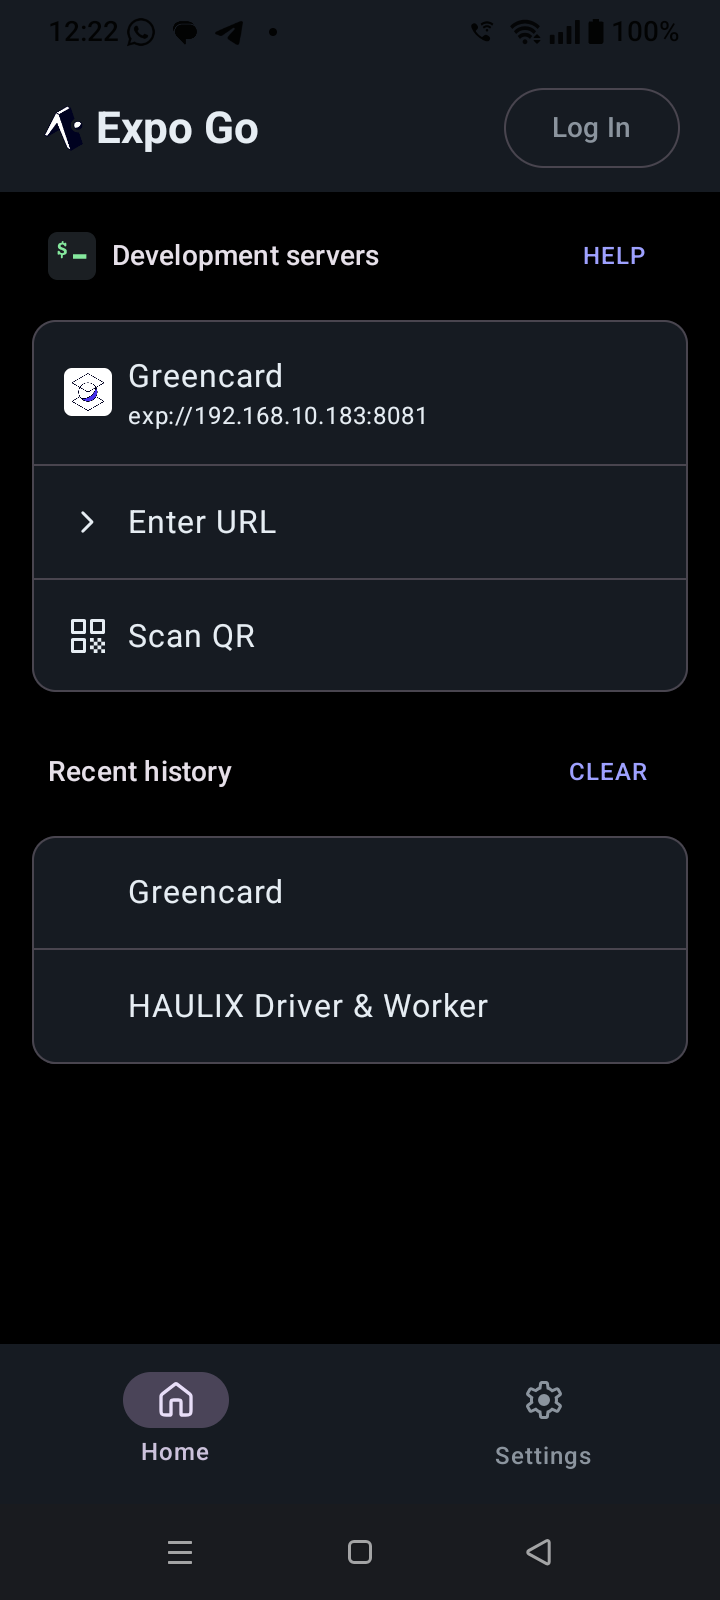 12:22
100%
Expo Go
Log In
$
Development servers
HELP
Greencard
exp://192.168.10.183:8081
Enter URL
Scan QR
Recent history
CLEAR
Greencard
HAULIX Driver & Worker
Home
Settings